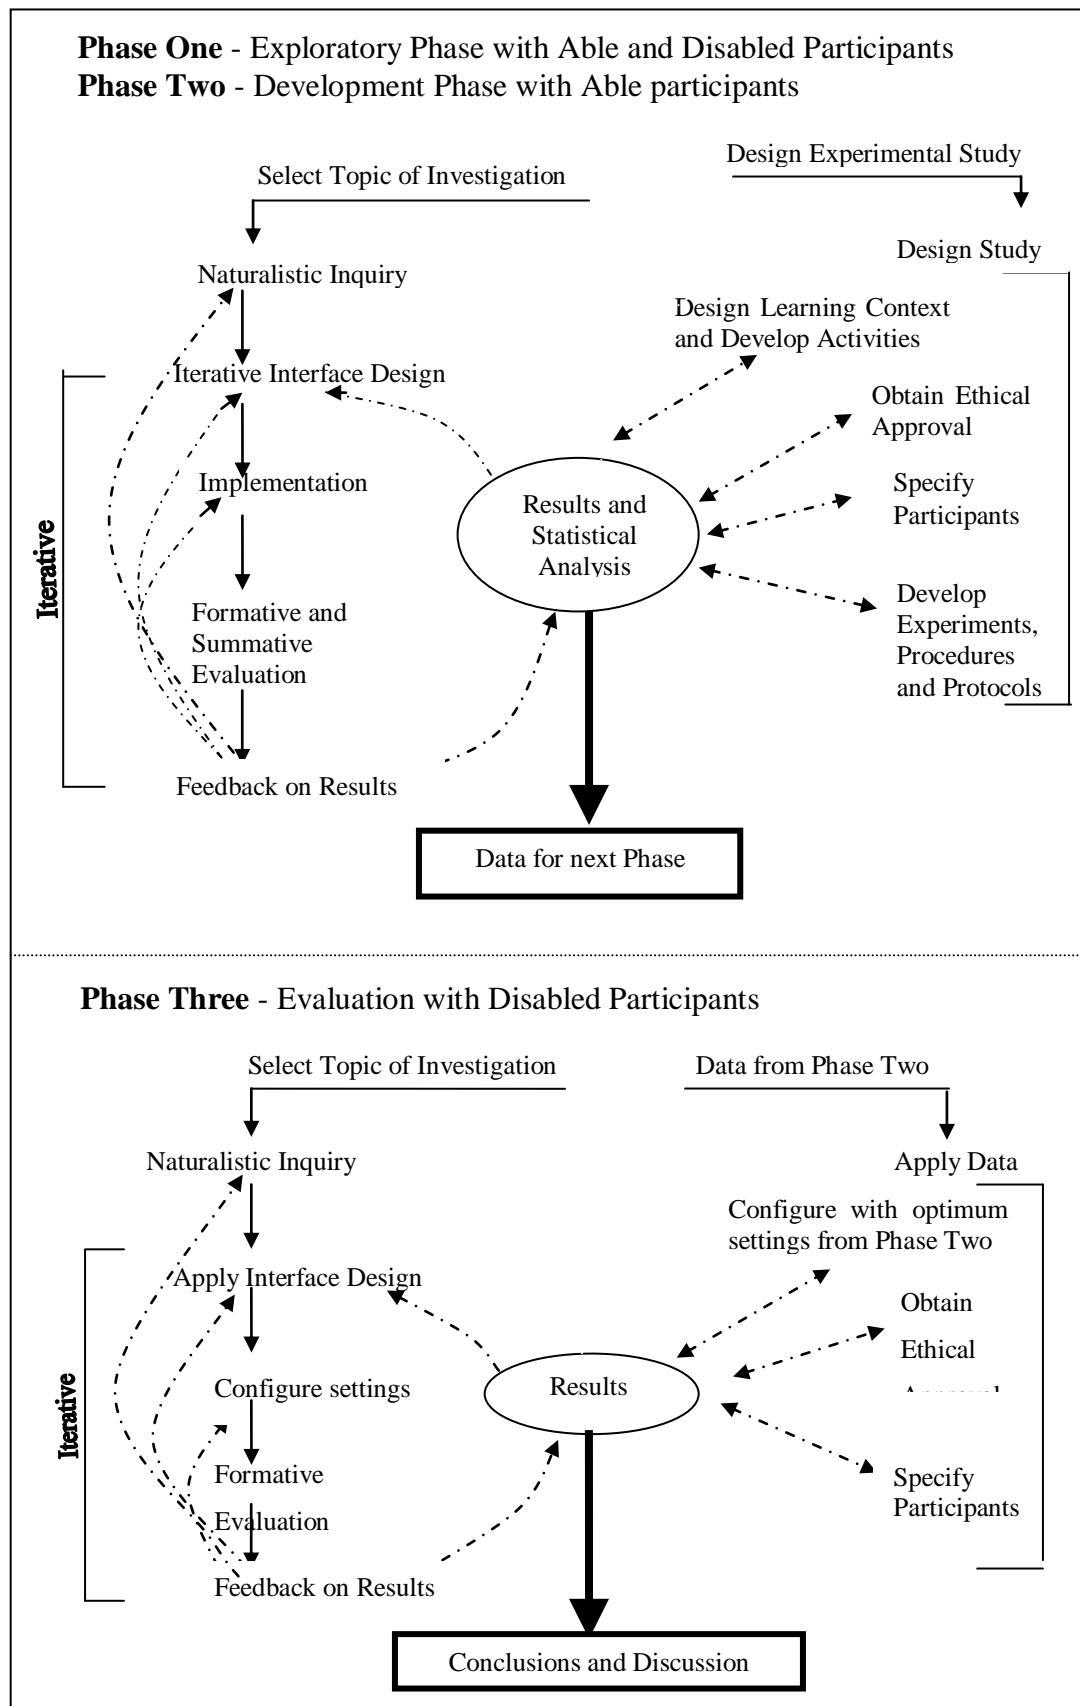 Phase One - Exploratory Phase with Able and Disabled Participants
Phase Two - Development Phase with Able participants
Select Topic of Investigation
Design Experimental Study
Naturalistic Inquiry
Design Study
Design Learning Context
and Develop Activities
Iterative Interface Design
Obtain Ethical
Approval
Implementation
Specify
Participants
Results and
Statistical
Analysis
Iterative
Formative and
Summative
Evaluation
Develop
Experiments,
Procedures
and Protocols
Feedback on Results
Data for next Phase
Phase Three - Evaluation with Disabled Participants
Select Topic of Investigation
Data from Phase Two
Naturalistic Inquiry
Apply Data
Configure with optimum
settings from Phase Two
Apply Interface Design
Obtain
Ethical
Approval
Configure settings
Results
Iterative
Formative
Evaluation
Specify
Participants
Feedback on Results
Conclusions and Discussion